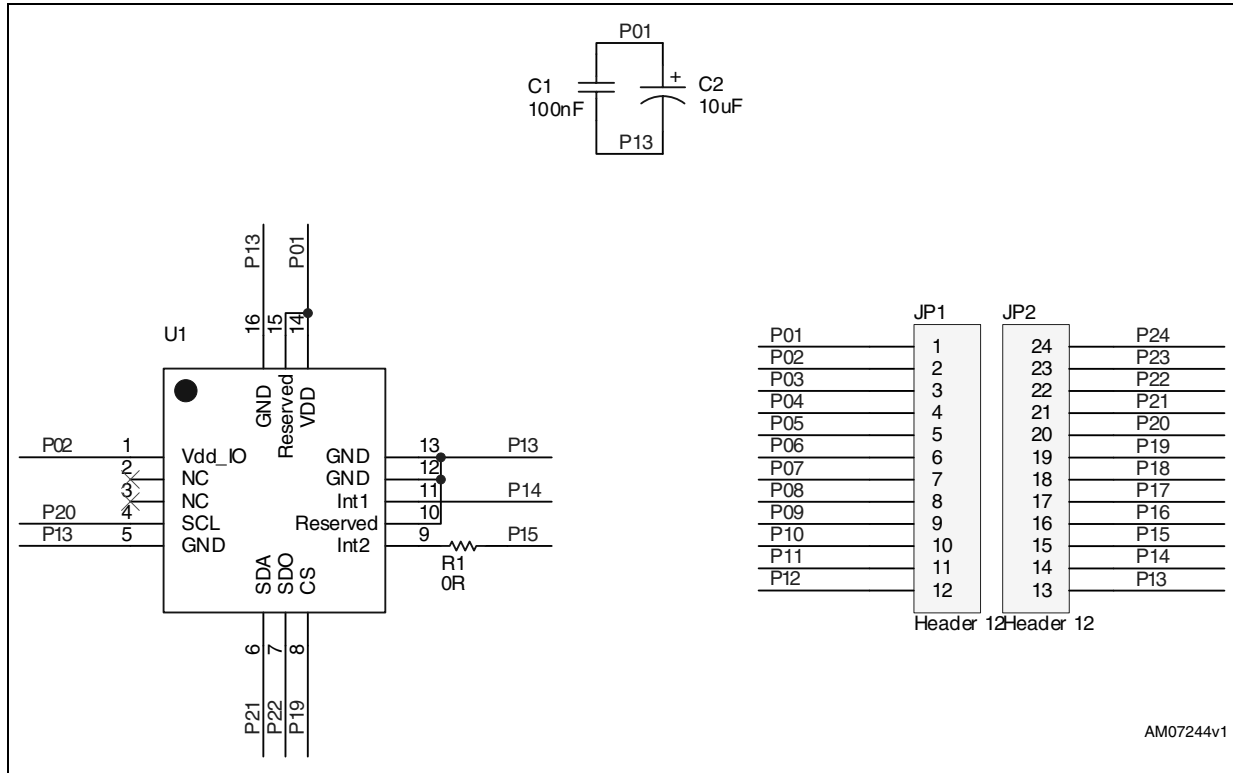 P01
C1
100nF
+
C2
10uF
P13
P13
P01
16
15
14
U1
GND
Reserved
VDD
P02 1 Vdd_IO
2 NC
3 NC
P20 4 SCL
P13 5 GND
GND 13 P13
GND 12
Int1 11 P14
Reserved 10
Int2 9 P15
R1
0R
SDA
SDO
CS
6
7
8
P21
P22
P19
JP1 JP2
P01 1 24 P24
P02 2 23 P23
P03 3 22 P22
P04 4 21 P21
P05 5 20 P20
P06 6 19 P19
P07 7 18 P18
P08 8 17 P17
P09 9 16 P16
P10 10 15 P15
P11 11 14 P14
P12 12 13 P13
Header 12 Header 12
AM07244v1